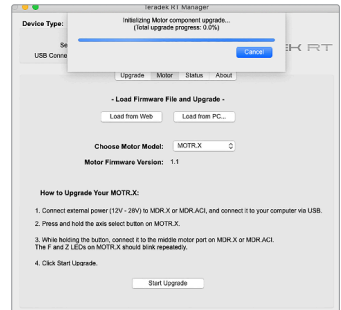 Teradek RT Manager
Initializing Motor component upgrade...
(Total upgrade progress: 0.0%)
Cancel
Device Type:
Se
USB Conne
EK RT
Upgrade Motor Status About
- Load Firmware File and Upgrade -
Load from Web Load from PC...
Choose Motor Model: MOTR.X
Motor Firmware Version: 1.1
How to Upgrade Your MOTR.X:
1. Connect external power (12V - 28V) to MDR.X or MDR.ACI, and connect it to your computer via USB.
2. Press and hold the axis select button on MOTR.X.
3. While holding the button, connect it to the middle motor port on MDR.X or MDR.ACI.
The F and Z LEDs on MOTR.X should blink repeatedly.
4. Click Start Upgrade.
Start Upgrade